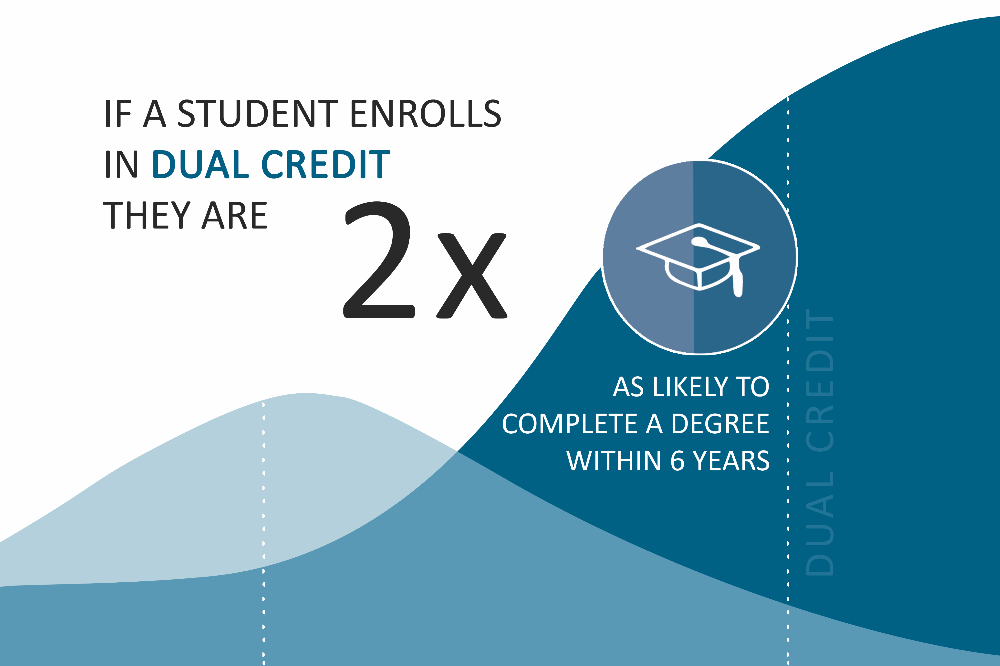 IF A STUDENT ENROLLS
IN DUAL CREDIT
THEY ARE
2x
AS LIKELY TO
COMPLETE A DEGREE
WITHIN 6 YEARS
DUAL CREDIT